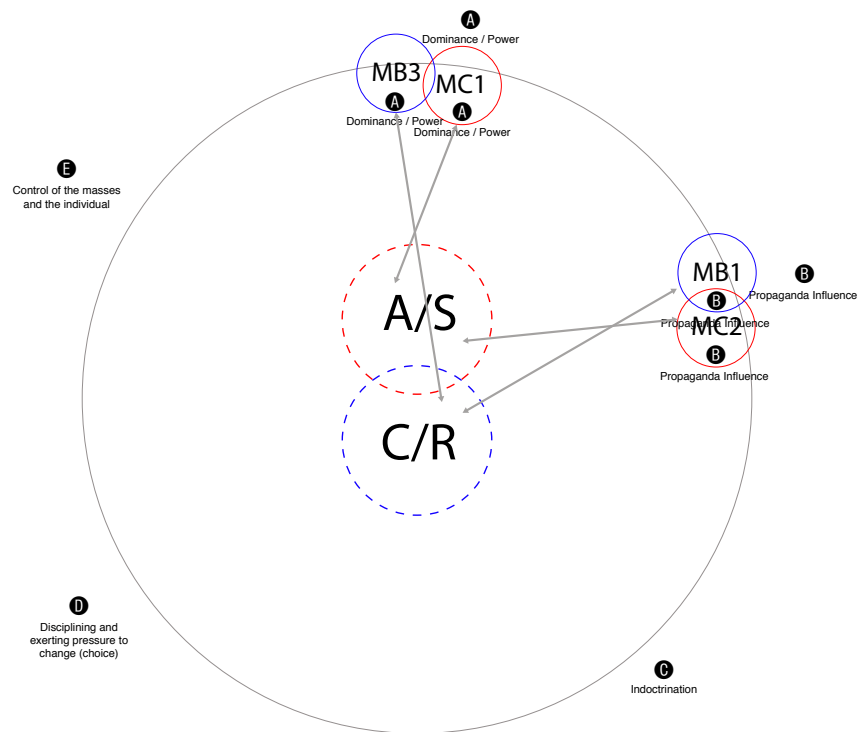 A
Dominance / Power
MB3
MC1
A
A
Dominance / Power
Dominance / Power
E
Control of the masses
and the individual
MB1
B
Propaganda Influence
B
Propaganda Influence
MC2
B
Propaganda Influence
A/S
C/R
D
Disciplining and
exerting pressure to
change (choice)
C
Indoctrination